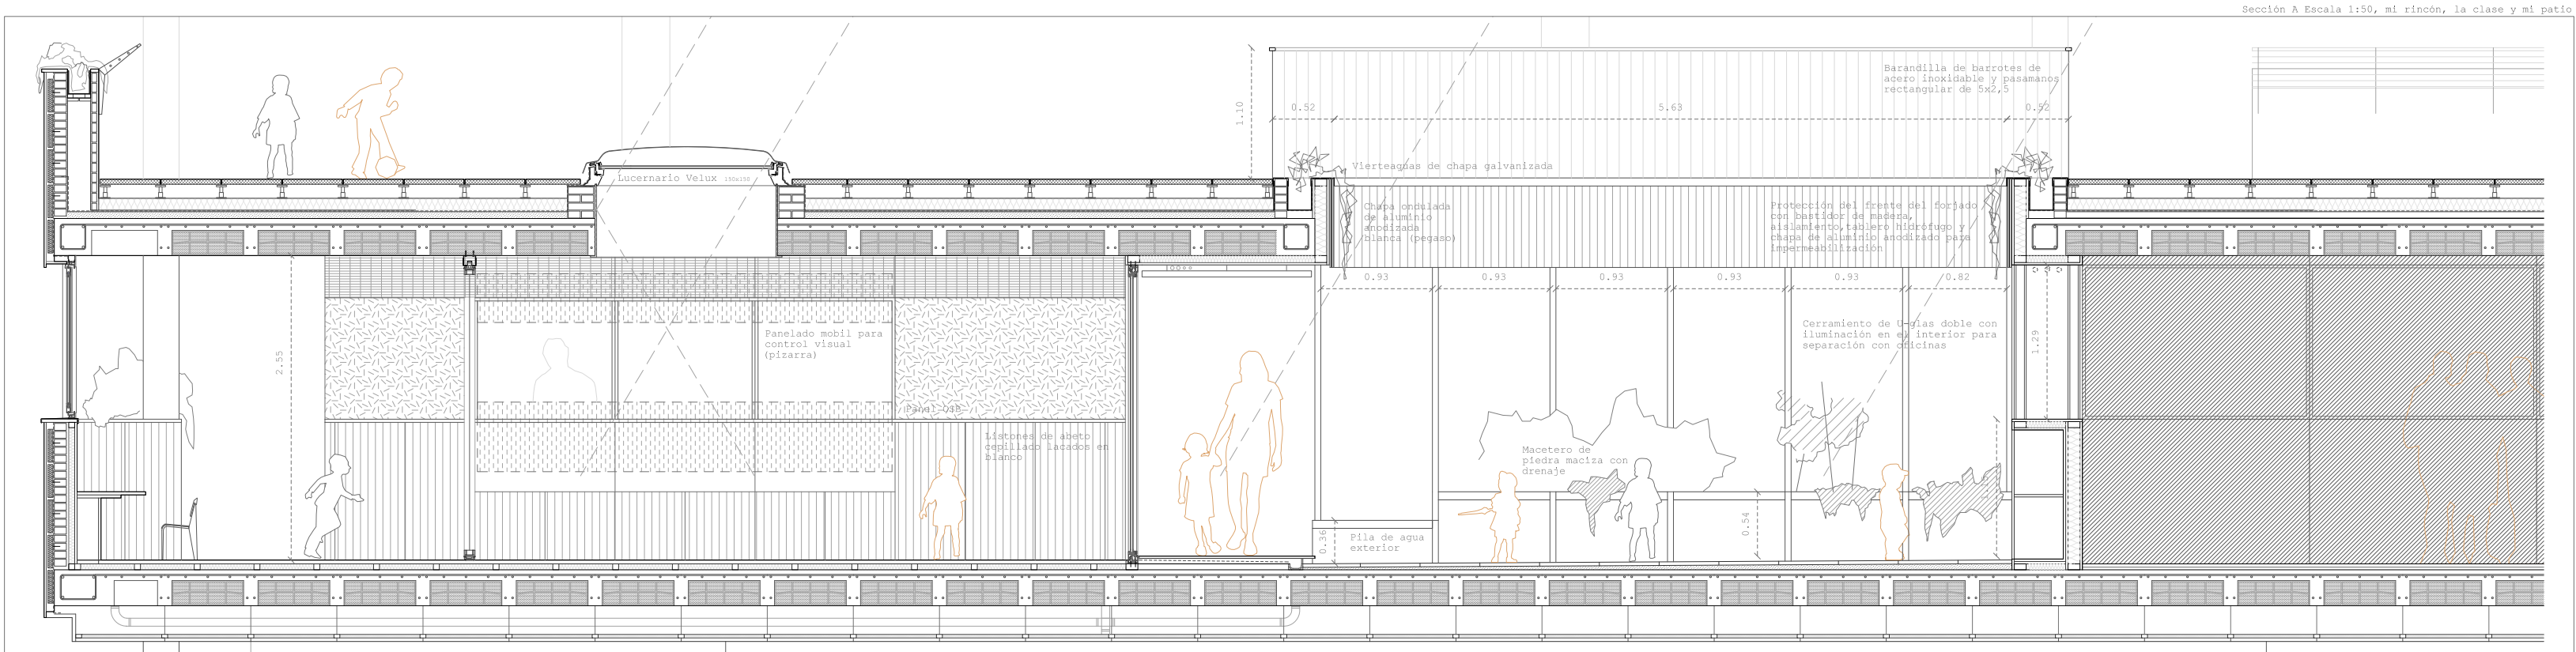 Sección A Escala 1:50, mi rincón, la clase y mi patio
Barandilla de barrotes de
acero inoxidable y pasamanos
rectangular de 5x2,5
1.10
0.52
5.63
0.52
Vierteaguas de chapa galvanizada
Lucernario Velux 150x150
Chapa ondulada
de aluminio
anodizada
blanca (pegaso)
Protección del frente del forjado
con bastidor de madera,
aislamiento,tablero hidrófugo y
chapa de aluminio anodizado para
impermeabilización
0.93
0.93
0.93
0.93
0.93
0.82
2.55
Panelado mobil para
control visual
(pizarra)
Cerramiento de U-glas doble con
iluminación en el interior para
separación con oficinas
1.29
Panel OSB
Listones de abeto
cepillado lacados en
blanco
Macetero de
piedra maciza con
drenaje
0.36
Pila de agua
exterior
0.54